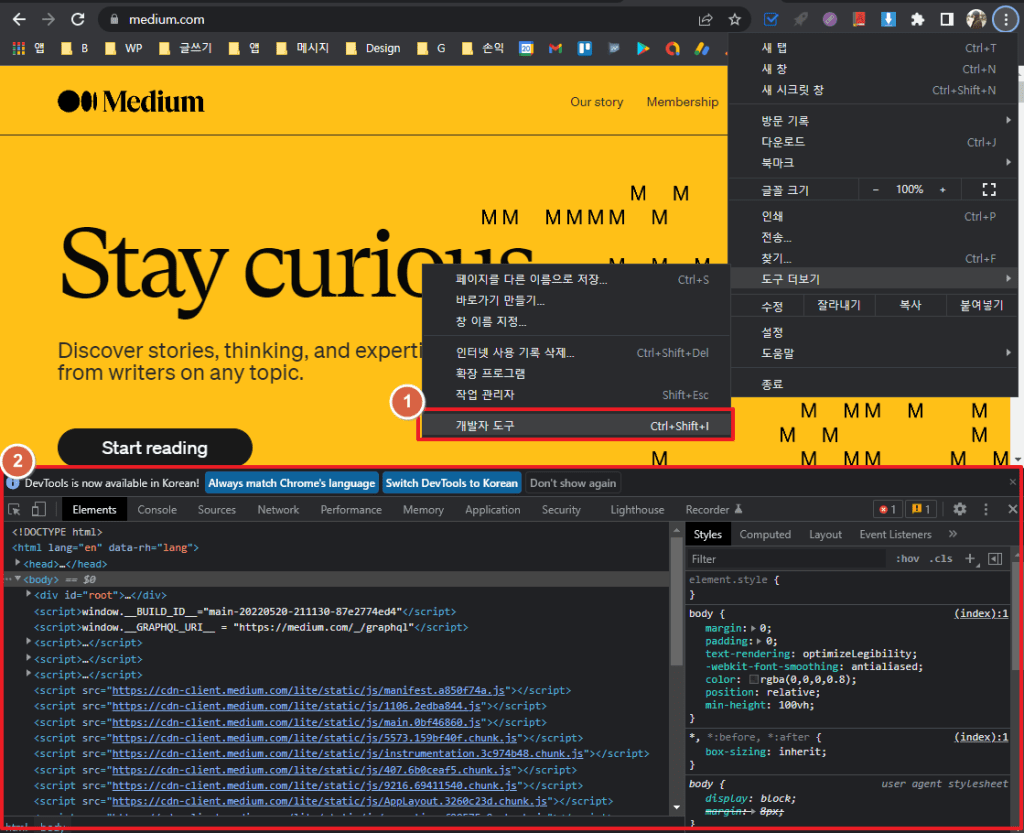 medium.com
앱 B WP 글쓰기 앱 메시지 Design G 손익 20
Medium
Our story Membership
M M
M M M M M M M
M M M
Stay curious
Discover stories, thinking, and experti
from writers on any topic.
Start reading
새 탭 Ctrl+T
새 창 Ctrl+N
새 시크릿 창 Ctrl+Shift+N
방문 기록
다운로드 Ctrl+J
북마크
글꼴 크기 - 100% +
인쇄 Ctrl+P
전송...
찾기... Ctrl+F
도구 더보기
수정 잘라내기 복사 붙여넣기
설정
도움말
종료
페이지를 다른 이름으로 저장... Ctrl+S
바로가기 만들기...
창 이름 지정...
인터넷 사용 기록 삭제... Ctrl+Shift+Del
확장 프로그램
작업 관리자 Shift+Esc
1
개발자 도구 Ctrl+Shift+I
M M M M M
M M M
M M M M M M
2
DevTools is now available in Korean! Always match Chrome's language Switch DevTools to Korean Don't show again
Elements Console Sources Network Performance Memory Application Security Lighthouse Recorder 1 1
<!DOCTYPE html>
<html lang="en" data-rh="lang">
<head>…</head>
<body> == $0
<div id="root">…</div>
<script>window.__BUILD_ID__="main-20220520-211130-87e2774ed4"</script>
<script>window.__GRAPHQL_URI__ = "https://medium.com/_/graphql"</script>
<script>…</script>
<script>…</script>
<script>…</script>
<script src="https://cdn-client.medium.com/lite/static/js/manifest.a850f74a.js"></script>
<script src="https://cdn-client.medium.com/lite/static/js/1106.2edba844.js"></script>
<script src="https://cdn-client.medium.com/lite/static/js/main.0bf46860.js"></script>
<script src="https://cdn-client.medium.com/lite/static/js/5573.159bf40f.chunk.js"></script>
<script src="https://cdn-client.medium.com/lite/static/js/instrumentation.3c974b48.chunk.js"></script>
<script src="https://cdn-client.medium.com/lite/static/js/407.6b0ceaf5.chunk.js"></script>
<script src="https://cdn-client.medium.com/lite/static/js/9216.69411540.chunk.js"></script>
<script src="https://cdn-client.medium.com/lite/static/js/AppLayout.3260c23d.chunk.js"></script>
html body
Styles Computed Layout Event Listeners »
Filter :hov .cls +
element.style {
}
body { (index):1
margin: 0;
padding: 0;
text-rendering: optimizeLegibility;
-webkit-font-smoothing: antialiased;
color: rgba(0,0,0,0.8);
position: relative;
min-height: 100vh;
}
*, *:before, *:after { (index):1
box-sizing: inherit;
}
body { user agent stylesheet
display: block;
margin: 8px;
}